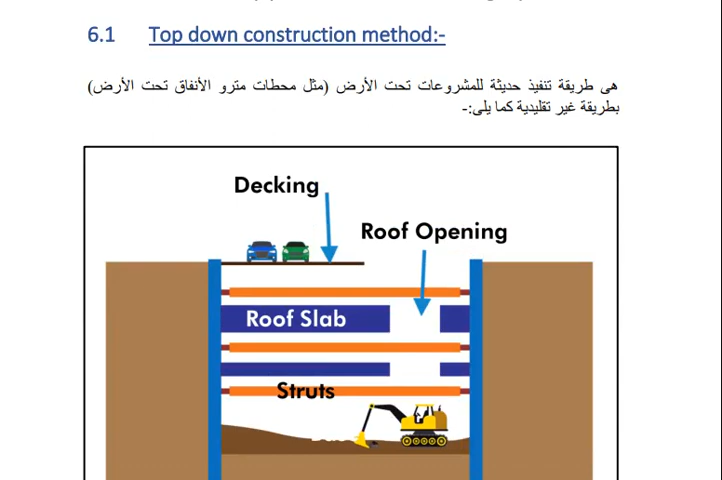 6.1 Top down construction method:-
هى طريقة تنفيذ حديثة للمشروعات تحت الأرض (مثل محطات مترو الأنفاق تحت الأرض)
بطريقة غير تقليدية كما يلى:-
Decking
Roof Opening
Roof Slab
Struts